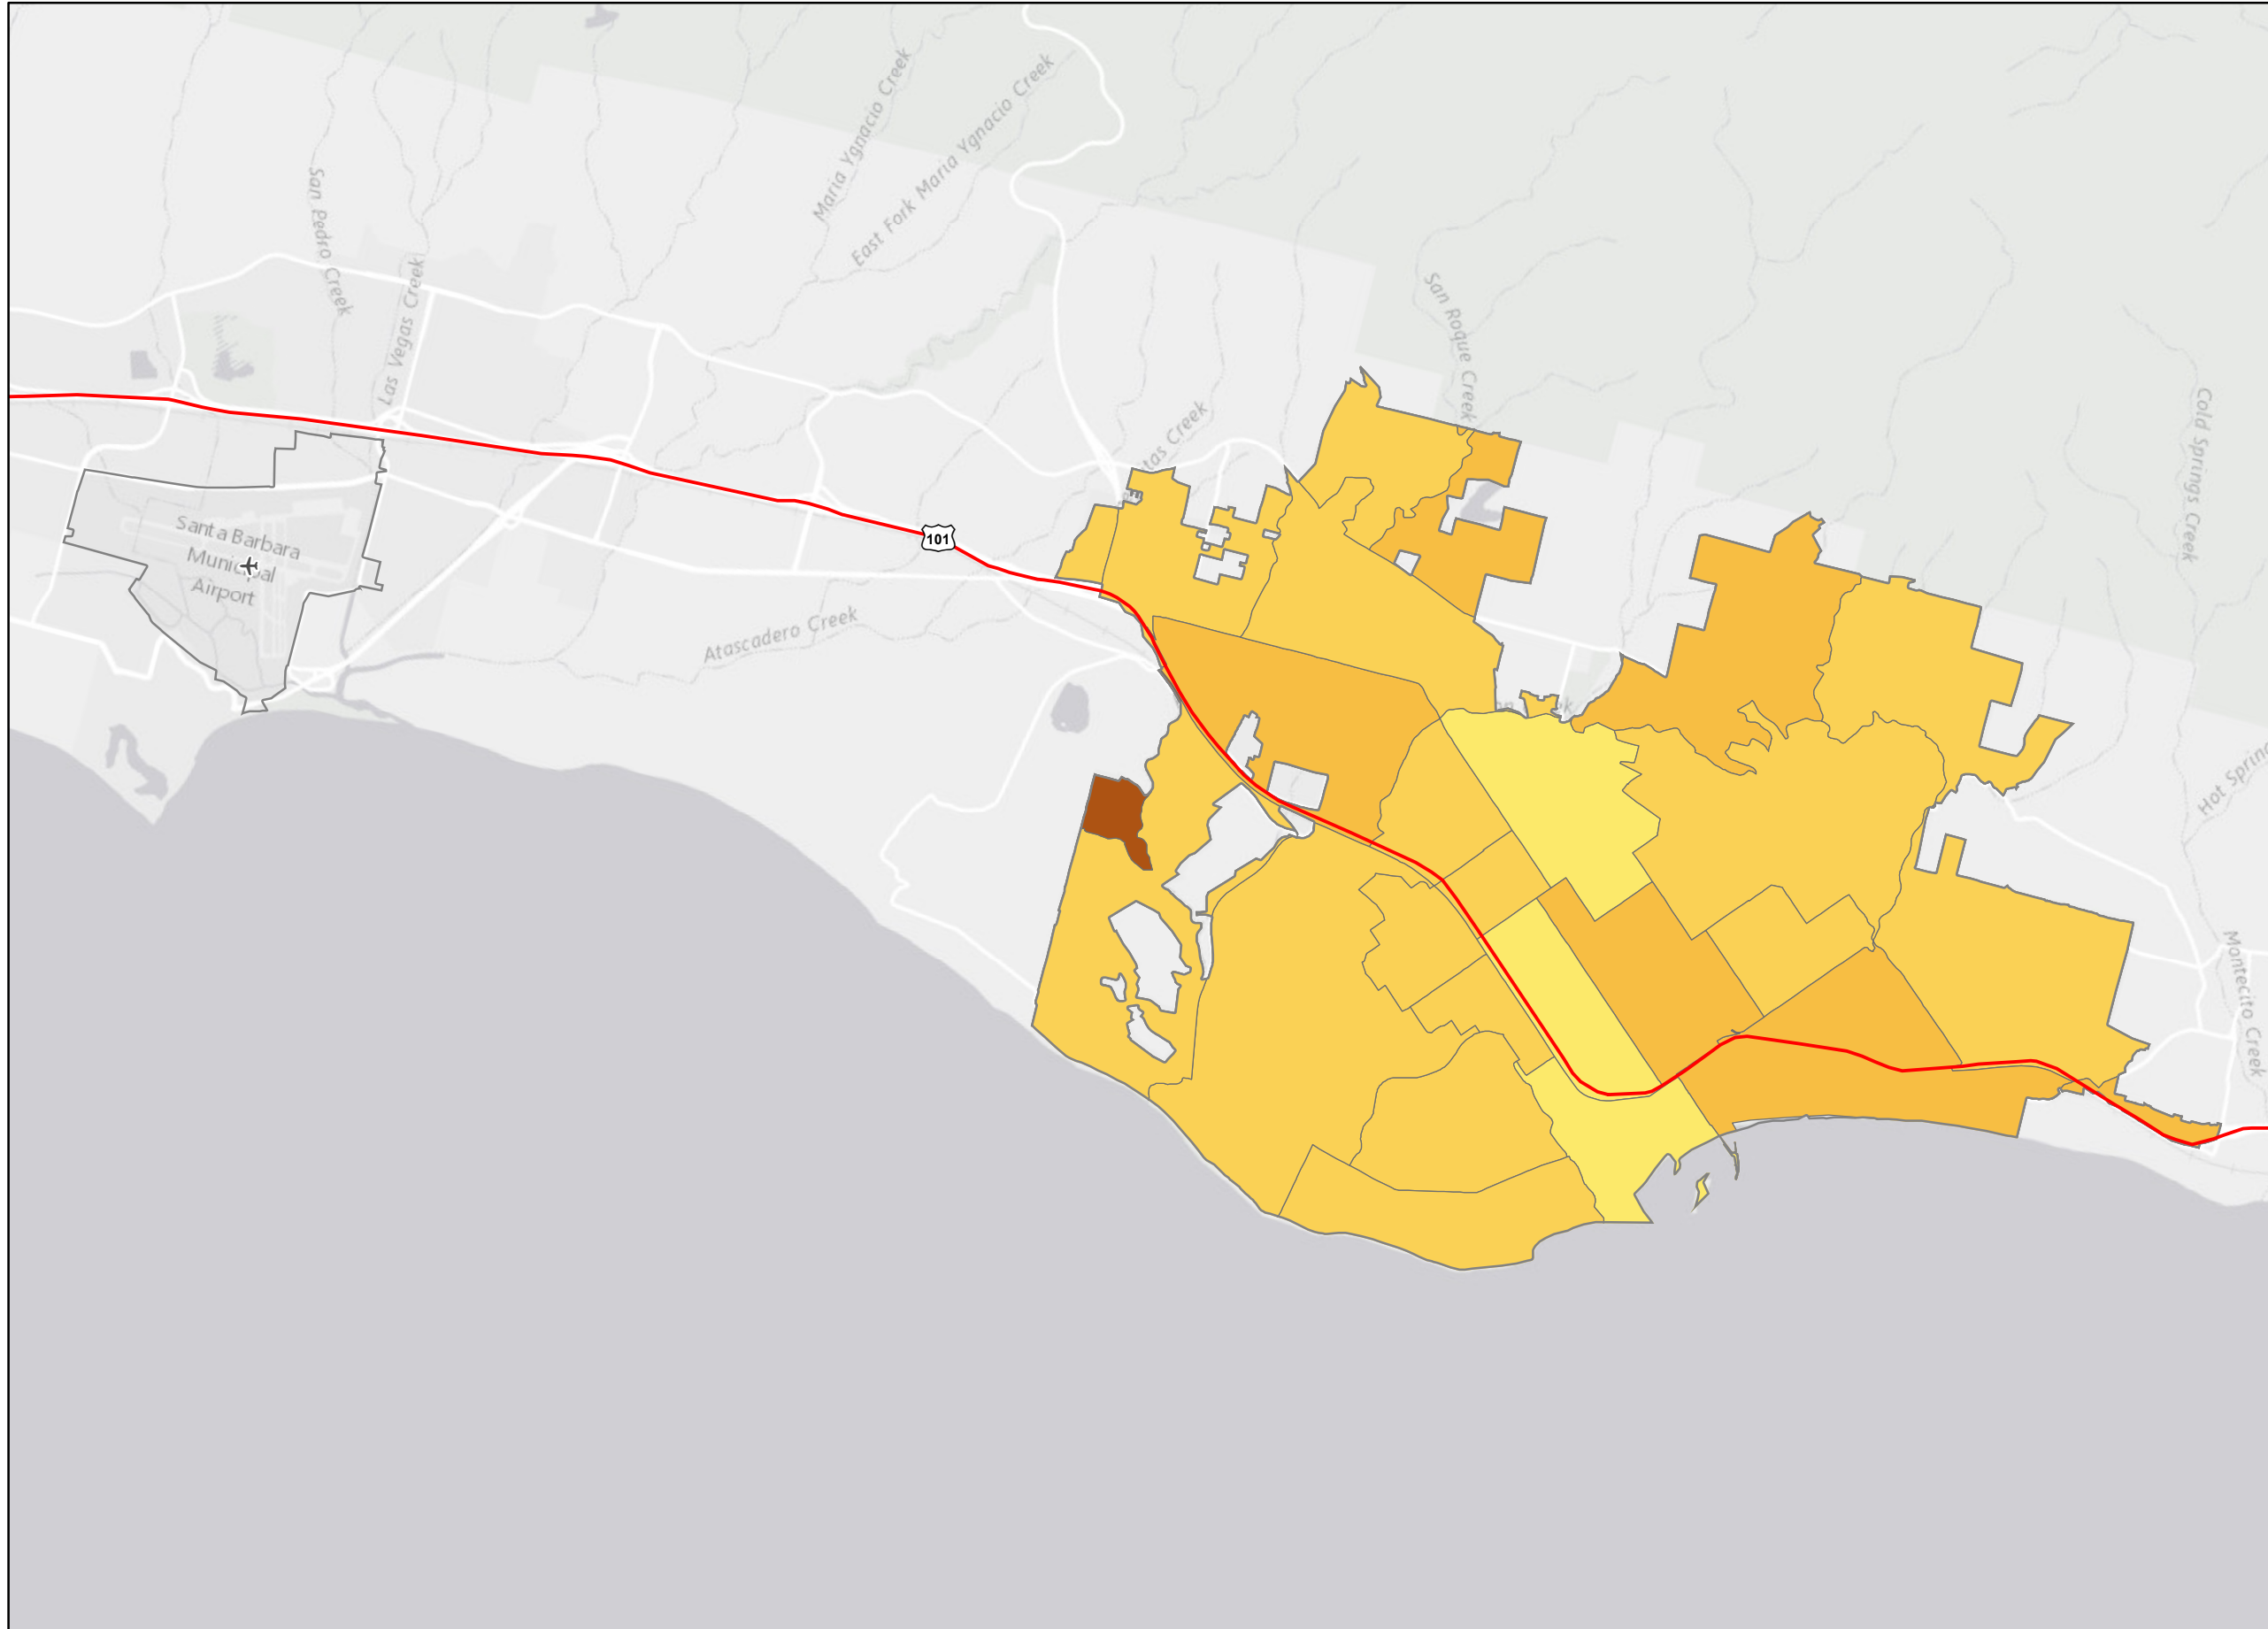 Maria Ygnacio Creek
East Fork Maria Ygnacio Creek
San Pedro Creek
Las Vegas Creek
San Roque Creek
Cold Springs Creek
Creek
Santa Barbara
Municipal
Airport
101
Atascadero Creek
Hot Spring
Montecito Creek